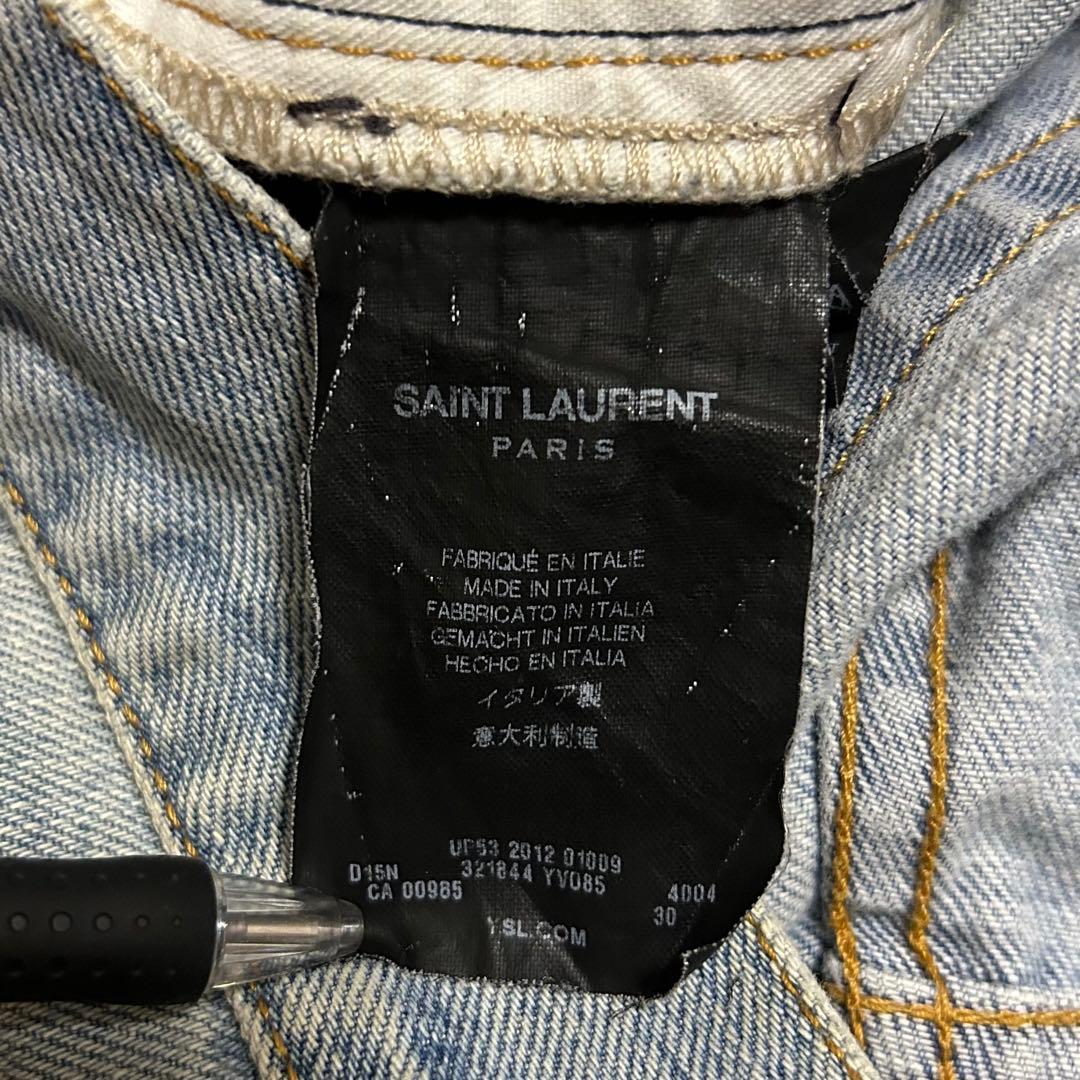 SAINT LAURENT
PARIS
FABRIQUÉ EN ITALIE
MADE IN ITALY
FABBRICATO IN ITALIA
GEMACHT IN ITALIEN
HECHO EN ITALIA
イタリア製
意大利制造
UP53 2012 01009
D15N 321844 YV085 4004
CA 00985 30
YSL.COM
A